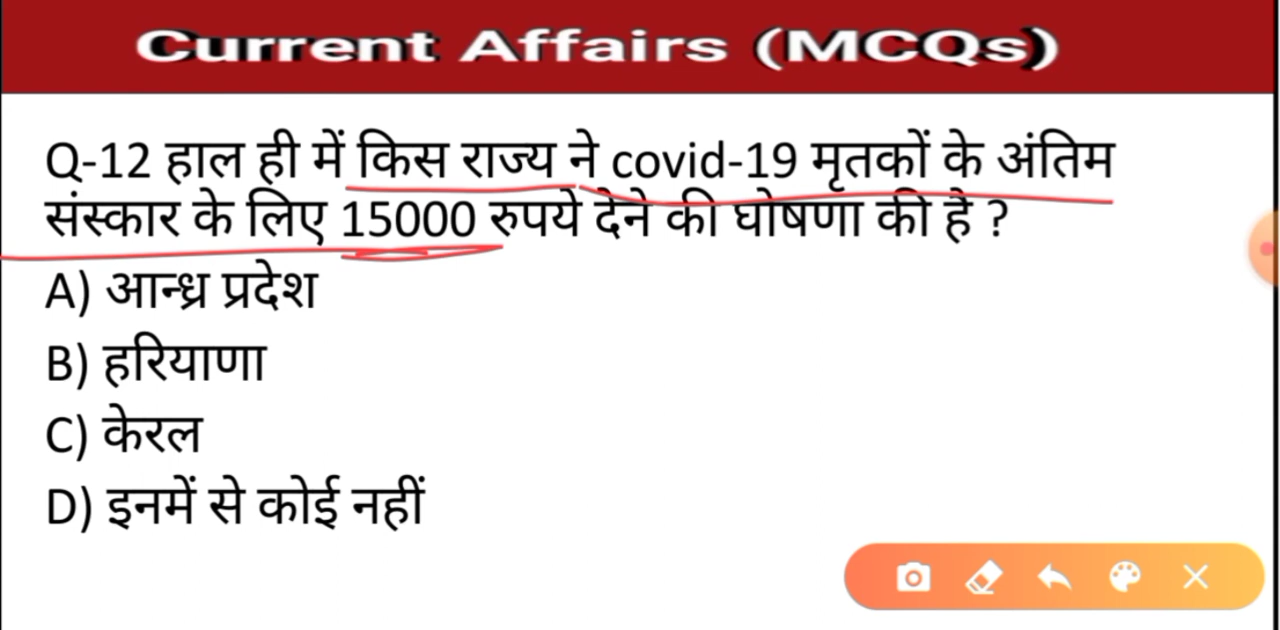 Current Affairs (MCQs)
Q-12 हाल ही में किस राज्य ने covid-19 मृतकों के अंतिम
संस्कार के लिए 15000 रुपये देने की घोषणा की है ?
A) आन्ध्र प्रदेश
B) हरियाणा
C) केरल
D) इनमें से कोई नहीं